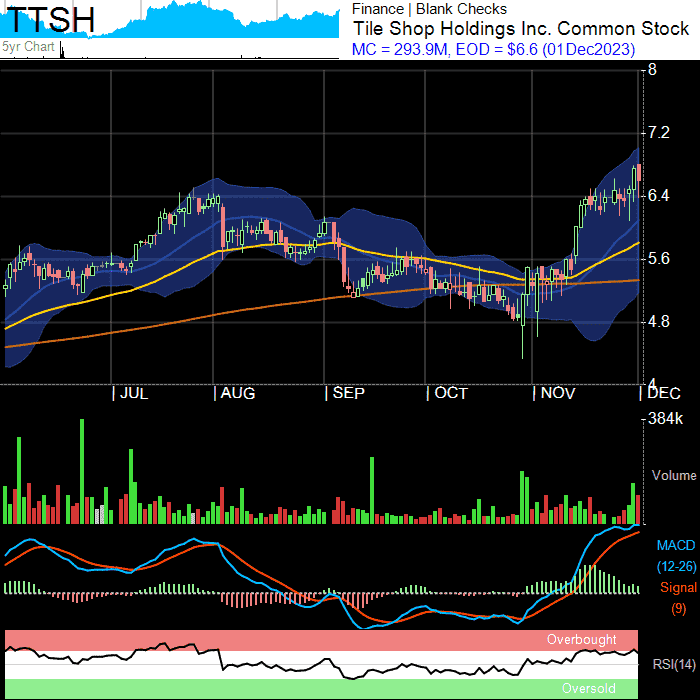 TTSH
5yr Chart
Finance | Blank Checks
Tile Shop Holdings Inc. Common Stock
MC = 293.9M, EOD = $6.6 (01Dec2023)
8
7.2
6.4
5.6
4.8
4
JUL AUG SEP OCT NOV DEC
384k
Volume
MACD
(12-26)
Signal
(9)
Overbought
RSI(14)
Oversold